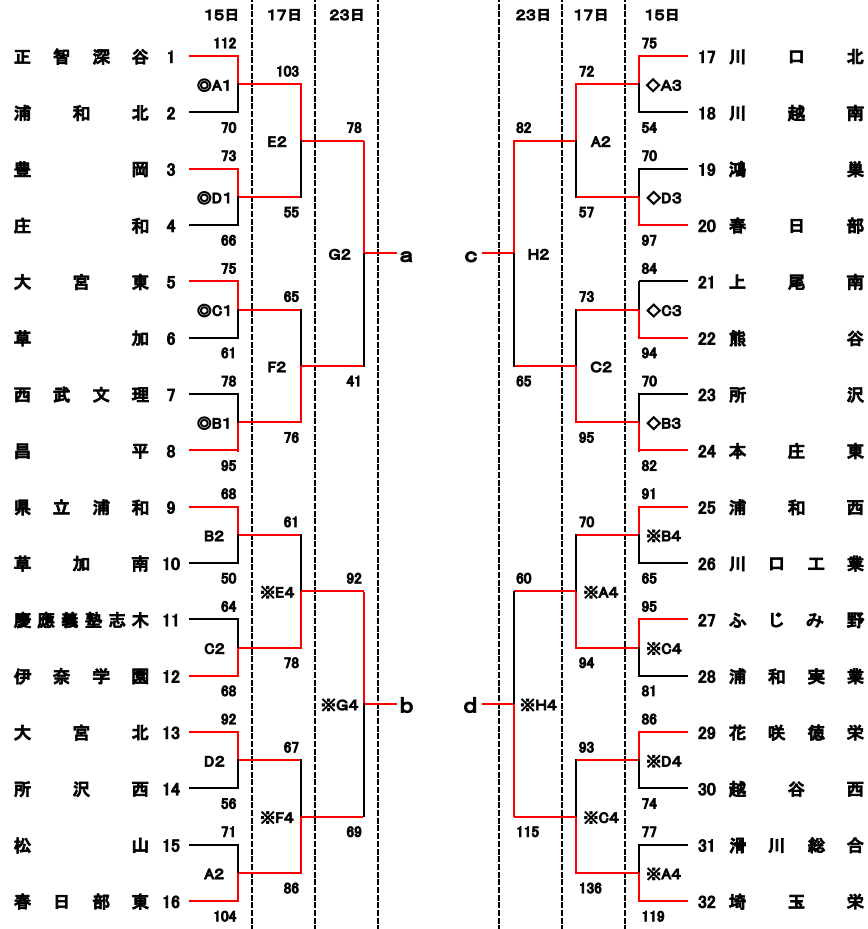 15日 17日 23日 23日 17日 15日
112 75
正智深谷 1 17 川口北
103 72
◎A1 ◇A3
浦和北 2 18 川越南
70 54
E2 78 82 A2
73 70
豊岡 3 19 鴻巣
◎D1 ◇D3
55 57
庄和 4 20 春日部
66 97
G2 a c H2
75 84
大宮東 5 21 上尾南
65 73
◎C1 ◇C3
草加 6 22 熊谷
61 94
F2 41 65 C2
78 70
西武文理 7 23 所沢
◎B1 ◇B3
76 95
昌平 8 24 本庄東
95 82
68 91
県立浦和 9 25 浦和西
61 70
B2 ※B4
草加南 10 26 川口工業
50 65
※E4 92 60 ※A4
64 95
慶應義塾志木 11 27 ふじみ野
C2 ※C4
78 94
伊奈学園 12 28 浦和実業
68 81
※G4 b d ※H4
92 86
大宮北 13 29 花咲徳栄
67 93
D2 ※D4
所沢西 14 30 越谷西
56 74
※F4 69 115 ※C4
71 77
松山 15 31 滑川総合
A2 ※A4
86 136
春日部東 16 32 埼玉栄
104 119